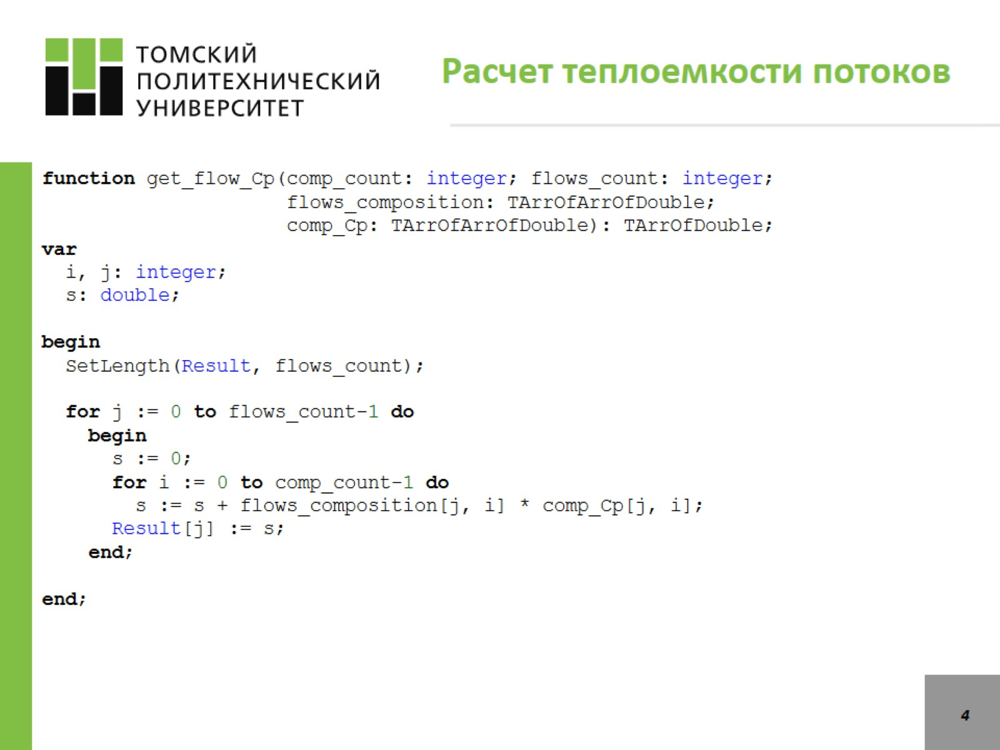 ТОМСКИЙ
ПОЛИТЕХНИЧЕСКИЙ
УНИВЕРСИТЕТ
Расчет теплоемкости потоков
function get_flow_Cp(comp_count: integer; flows_count: integer;
flows_composition: TArrOfArrOfDouble;
comp_Cp: TArrOfArrOfDouble): TArrOfDouble;
var
i, j: integer;
s: double;
begin
SetLength(Result, flows_count);
for j := 0 to flows_count-1 do
begin
s := 0;
for i := 0 to comp_count-1 do
s := s + flows_composition[j, i] * comp_Cp[j, i];
Result[j] := s;
end;
end;
4